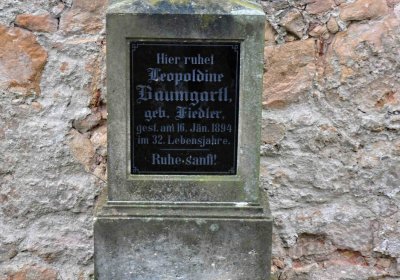 Hier ruhet
Leopoldine
Baumgartl,
geb. Fiedler,
gest. am 16. Jän. 1894
im 32. Lebensjahre.
Ruhe sanft!